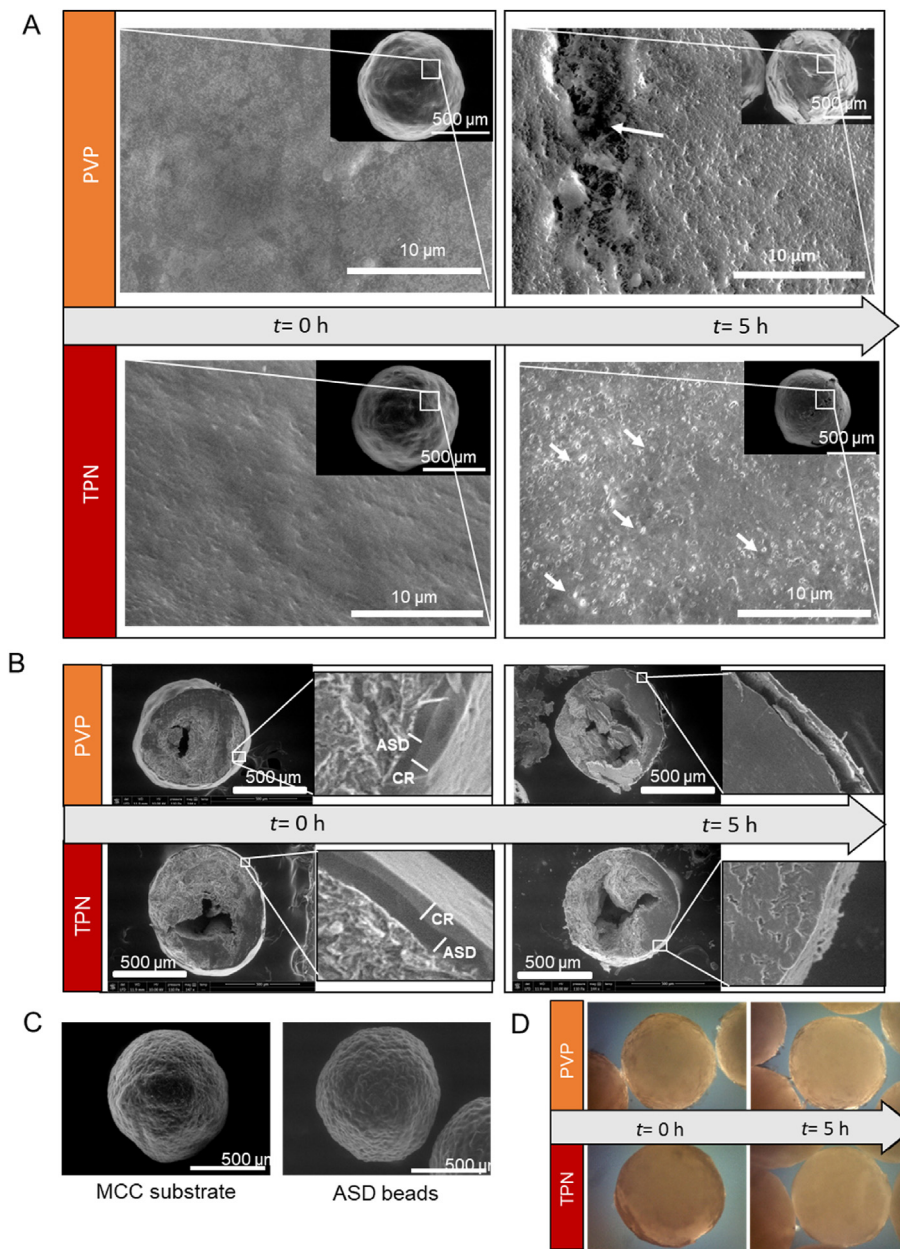 A
PVP
500 µm
10 µm
500 µm
10 µm
t= 0 h
t= 5 h
TPN
500 µm
10 µm
500 µm
10 µm
B
PVP
500 µm
ASD
CR
500 µm
t= 0 h
t= 5 h
TPN
500 µm
CR
ASD
500 µm
C
500 µm
500 µm
MCC substrate
ASD beads
D
PVP
t= 0 h
t= 5 h
TPN